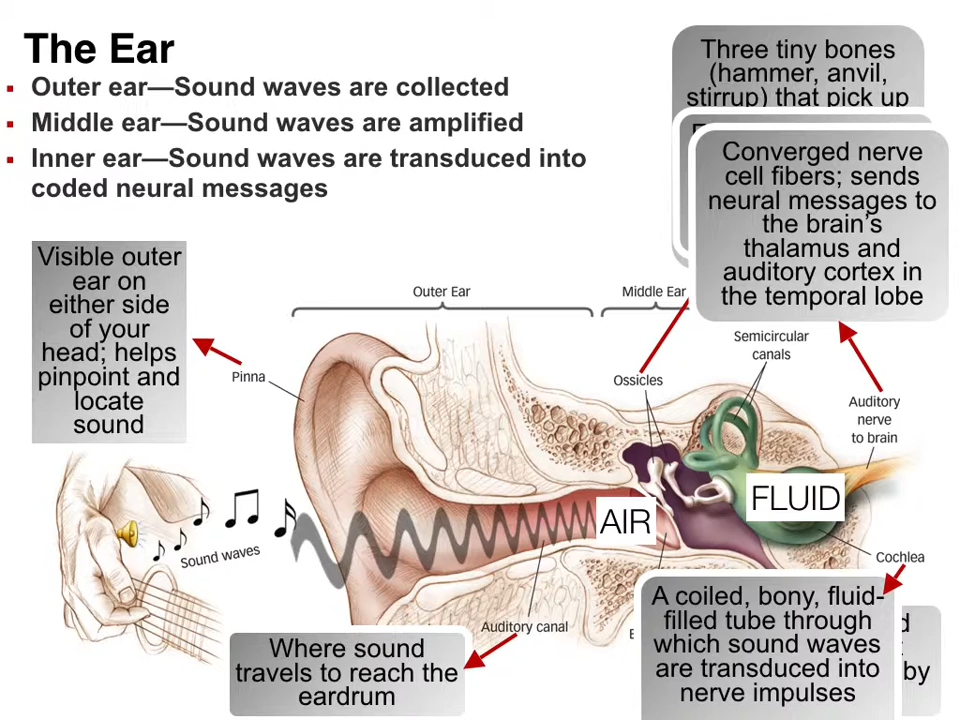 The Ear
Outer ear—Sound waves are collected
Middle ear—Sound waves are amplified
Inner ear—Sound waves are transduced into
coded neural messages
Three tiny bones
(hammer, anvil,
stirrup) that pick up
Converged nerve
cell fibers; sends
neural messages to
the brain's
thalamus and
auditory cortex in
the temporal lobe
Visible outer
ear on
either side
of your
head; helps
pinpoint and
locate
sound
Outer Ear
Middle Ear
Semicircular
canals
Pinna
Ossicles
Auditory
nerve
to brain
FLUID
AIR
Sound waves
Cochlea
Auditory canal
A coiled, bony, fluid-
filled tube through
which sound waves
are transduced into
nerve impulses
by
Where sound
travels to reach the
eardrum